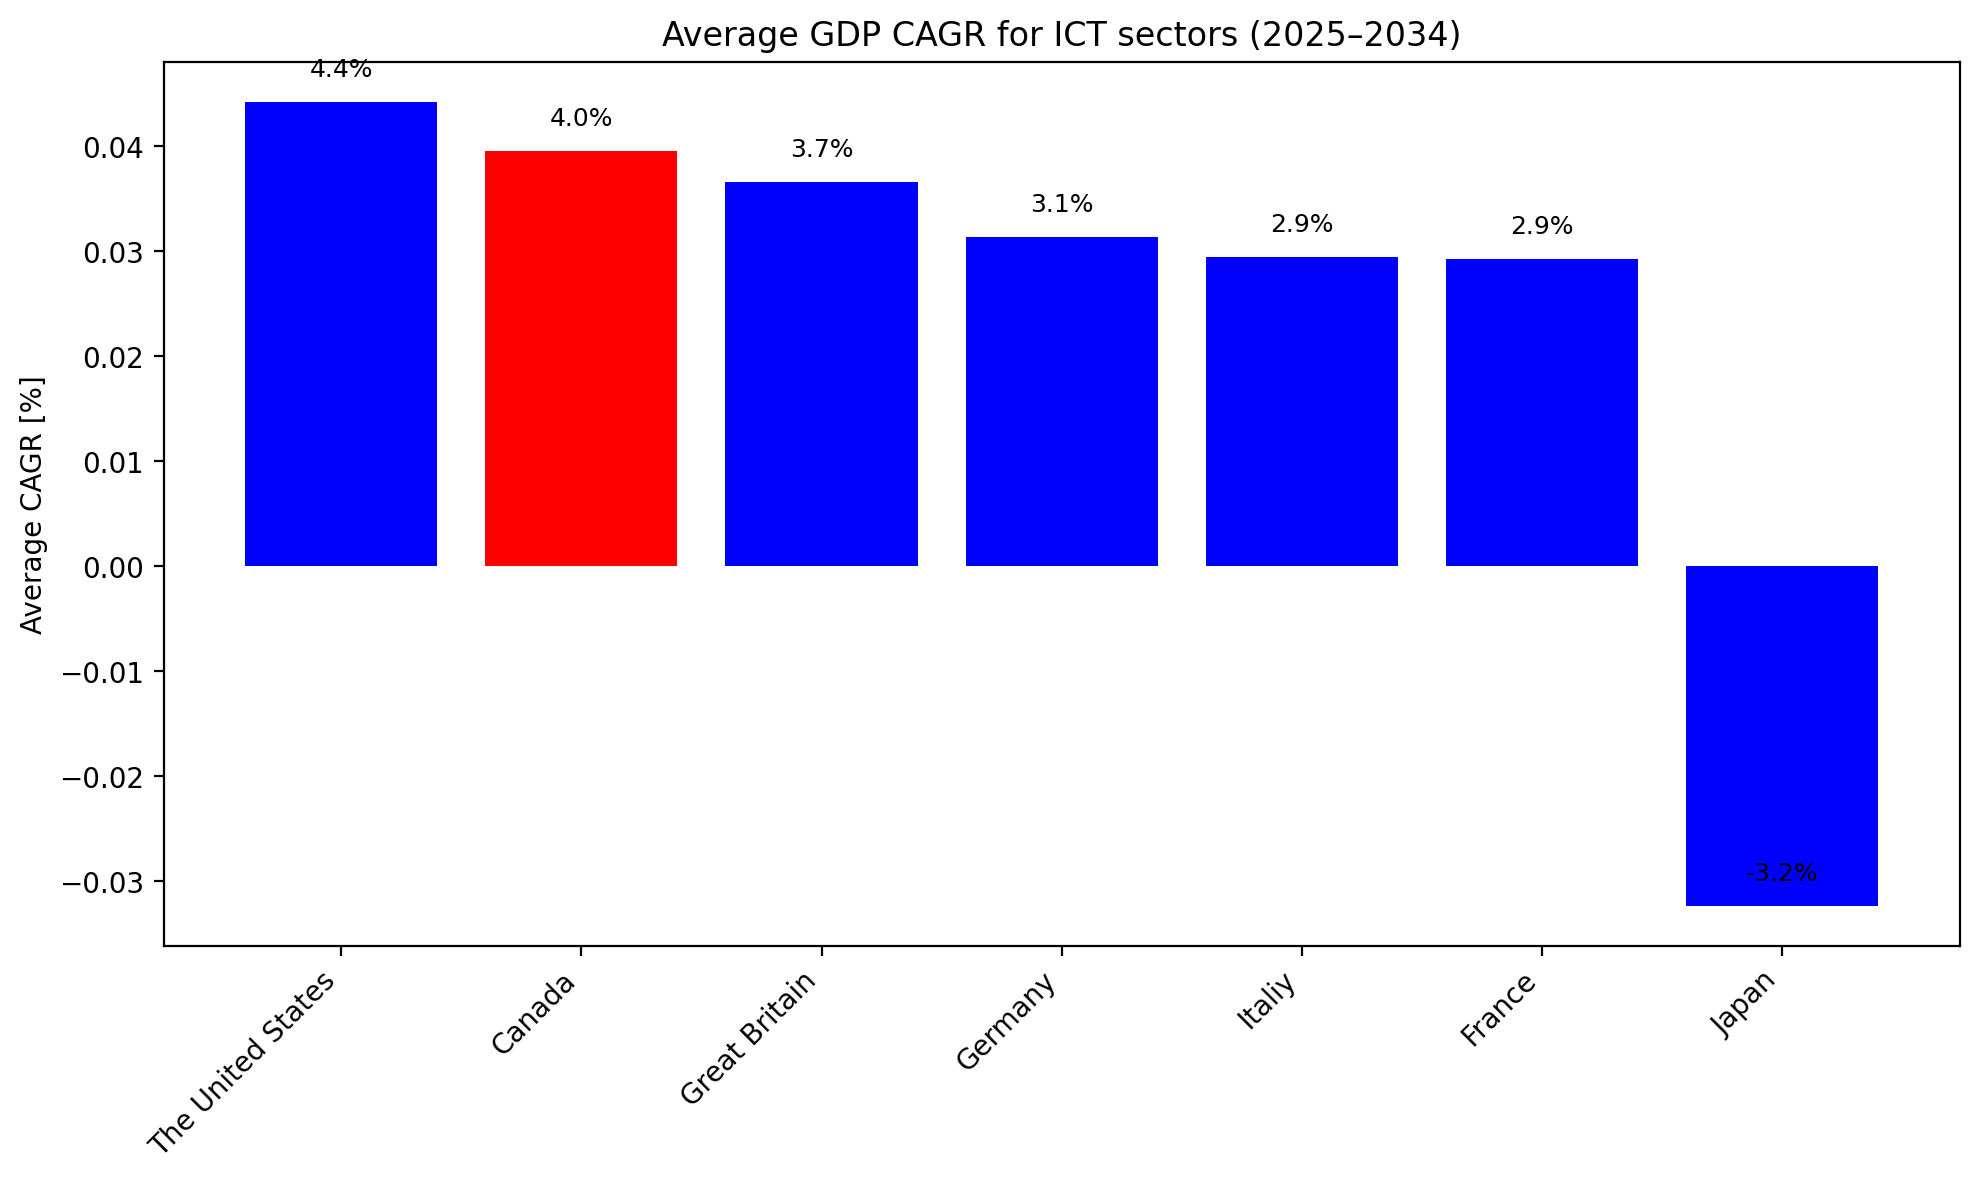 Average GDP CAGR for ICT sectors (2025–2034)
Average CAGR [%]
0.04
0.03
0.02
0.01
0.00
−0.01
−0.02
−0.03
4.4%
4.0%
3.7%
3.1%
2.9%
2.9%
-3.2%
The United States
Canada
Great Britain
Germany
Italiy
France
Japan